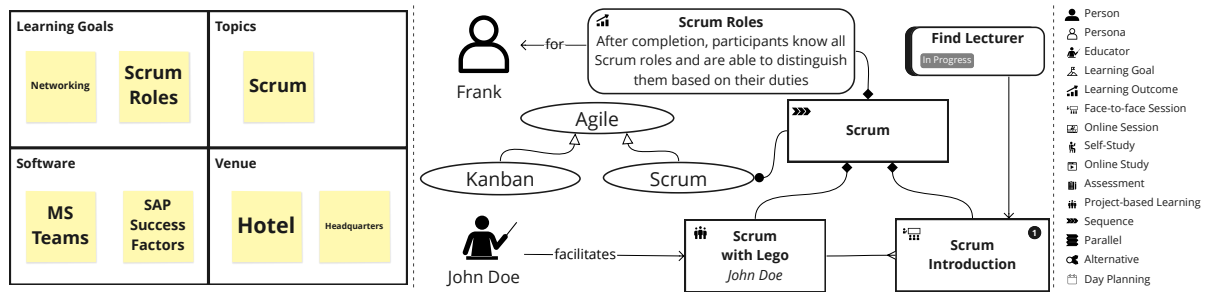 Learning Goals
Topics
Networking
Scrum
Roles
Scrum
Software
Venue
MS
Teams
SAP
Success
Factors
Hotel
Headquarters
Frank
for
Scrum Roles
After completion, participants know all
Scrum roles and are able to distinguish
them based on their duties
Find Lecturer
In Progress
Agile
Kanban
Scrum
Scrum
John Doe
facilitates
Scrum
with Lego
John Doe
Scrum
Introduction
1
Person
Persona
Educator
Learning Goal
Learning Outcome
Face-to-face Session
Online Session
Self-Study
Online Study
Assessment
Project-based Learning
Sequence
Parallel
Alternative
Day Planning